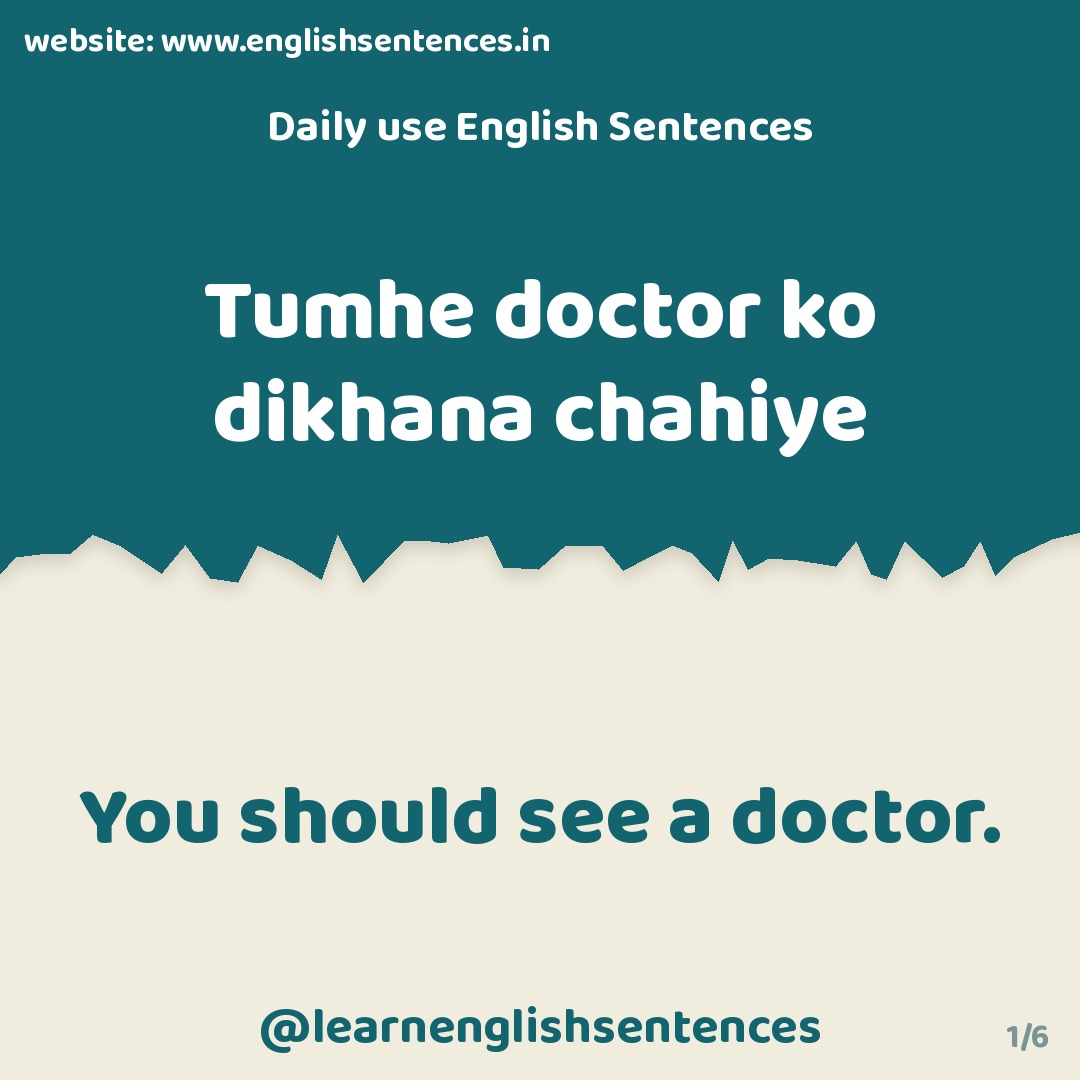 website: www.englishsentences.in
Daily use English Sentences
Tumhe doctor ko
dikhana chahiye
You should see a doctor.
@learnenglishsentences
1/6